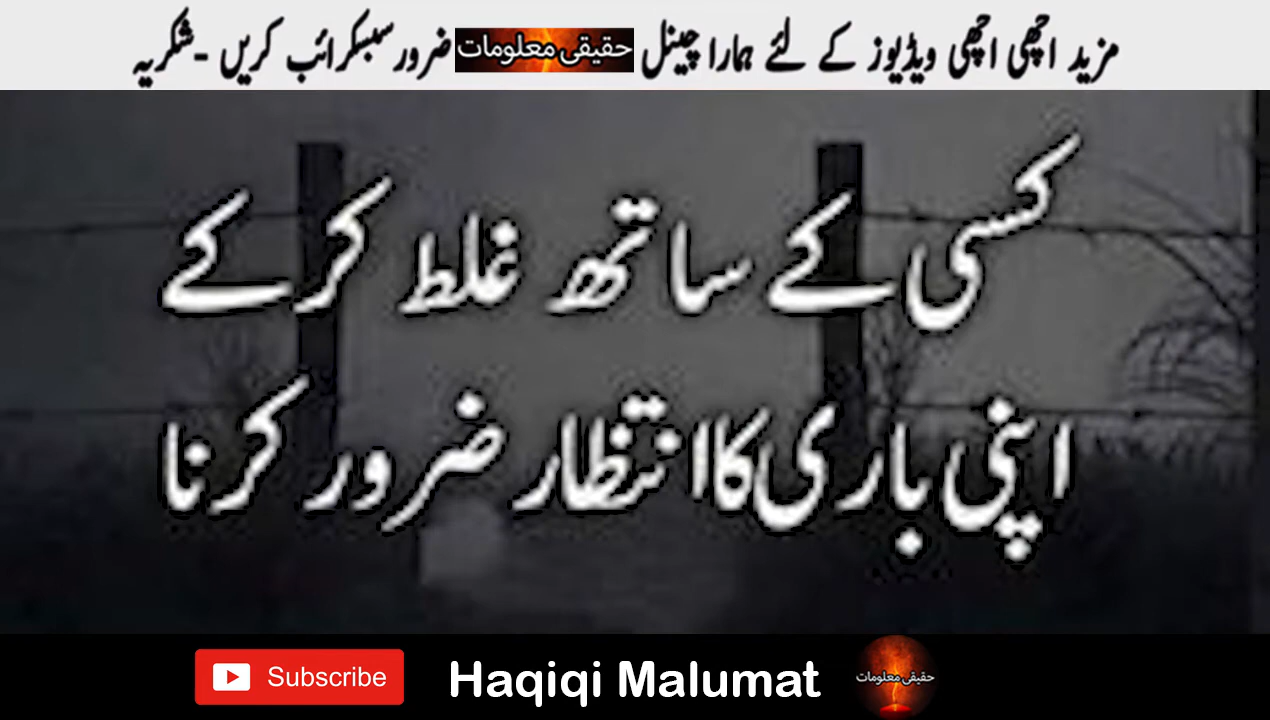 مزید اچھی اچھی ویڈیوز کے لئے ہمارا چینل حقیقی معلومات ضرور سبسکرائب کریں - شکریہ
کسی کے ساتھ غلط کر کے
اپنی باری کا انتظار ضرور کرنا
Subscribe Haqiqi Malumat حقیقی معلومات